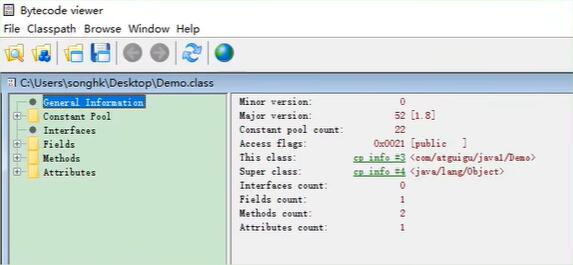 Bytecode viewer
File Classpath Browse Window Help
C:\Users\songhk\Desktop\Demo.class
General Information
Constant Pool
Interfaces
Fields
Methods
Attributes
Minor version: 0
Major version: 52 [1.8]
Constant pool count: 22
Access flags: 0x0021 [public ]
This class: cp info #3 <com/atguigu/java1/Demo>
Super class: cp info #4 <java/lang/Object>
Interfaces count: 0
Fields count: 1
Methods count: 2
Attributes count: 1